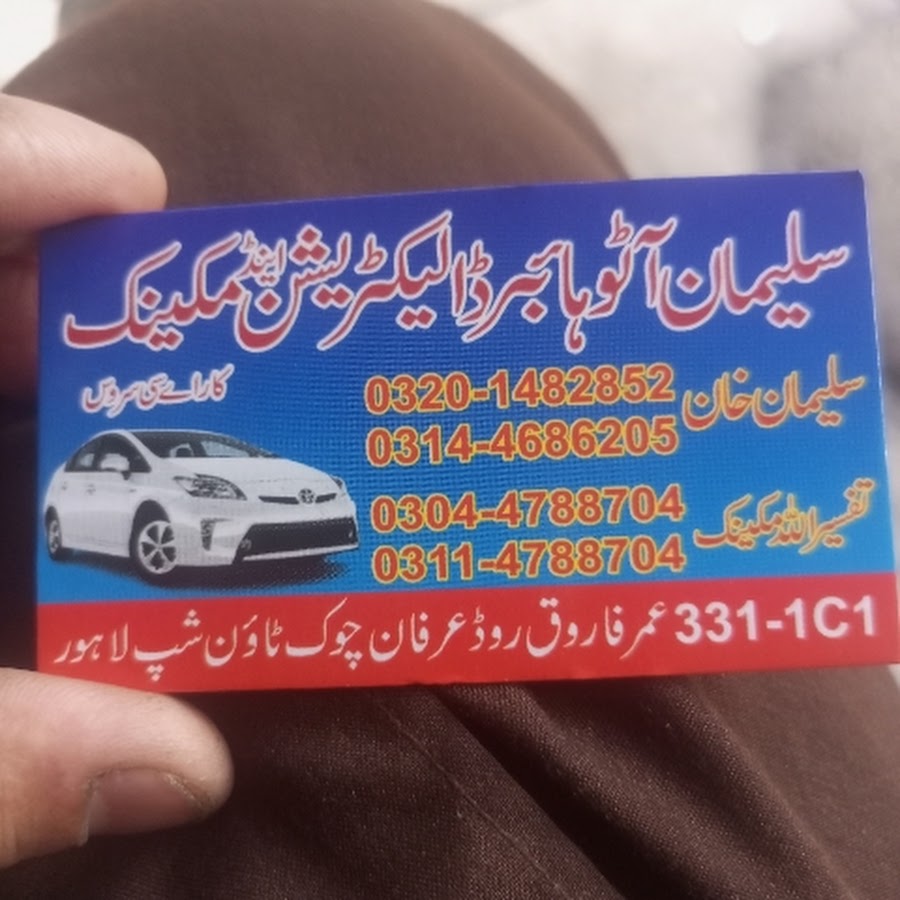 سلیمان آٹو ہائبرڈ الیکٹریشن اینڈ مکینک
کار اے سی سروس
سلیمان خان 0320-1482852
0314-4686205
تفسیر اللہ مکینک 0304-4788704
0311-4788704
331-1C1 عمر فاروق روڈ عرفان چوک ٹاؤن شپ لاہور